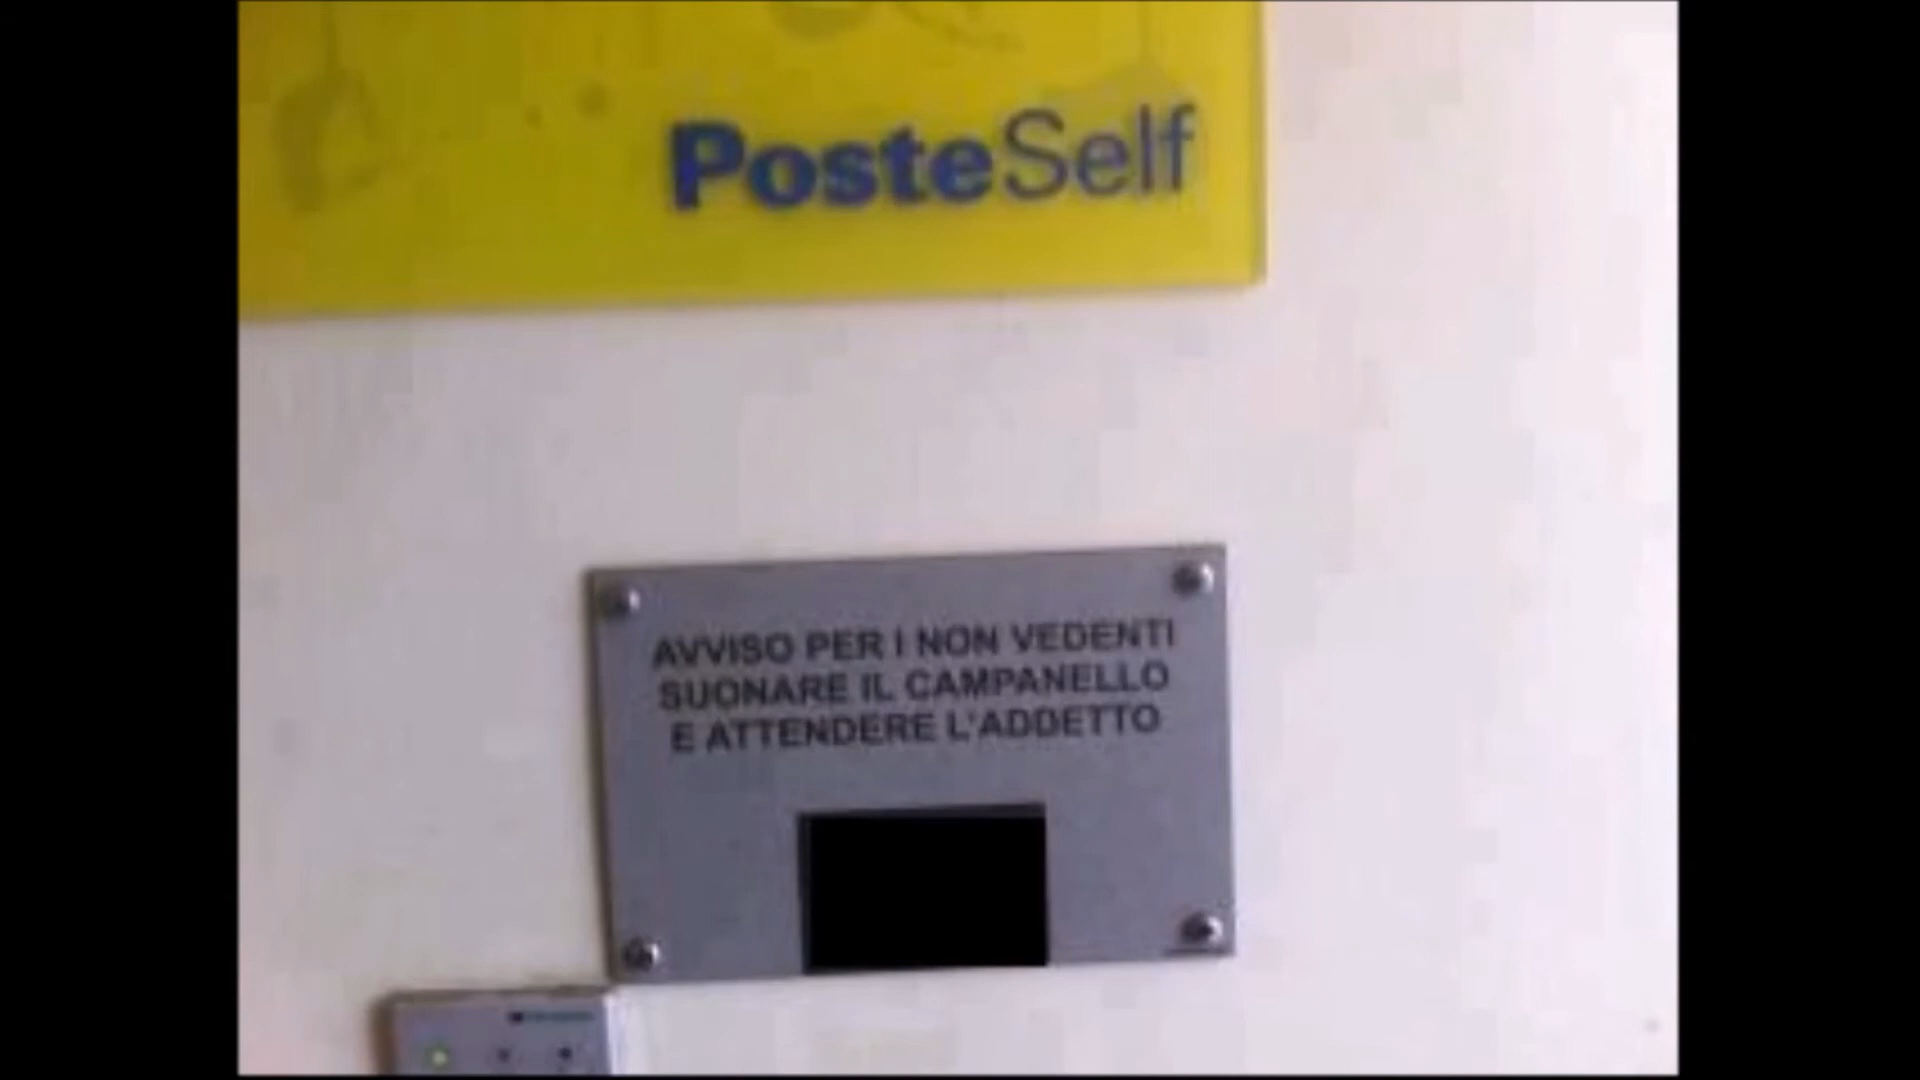 PosteSelf
AVVISO PER I NON VEDENTI
SUONARE IL CAMPANELLO
E ATTENDERE L'ADDETTO